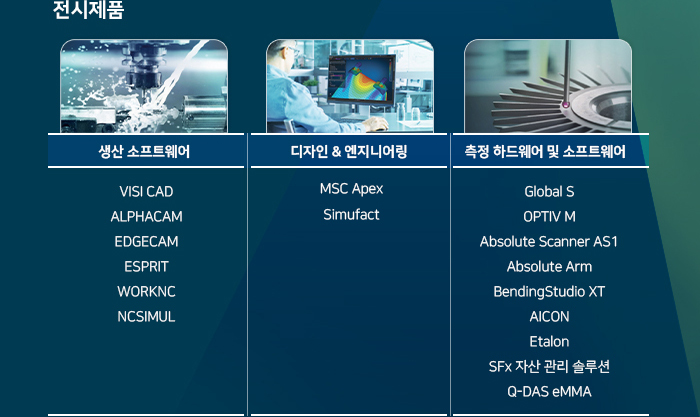 전시제품
생산 소프트웨어
VISI CAD
ALPHACAM
EDGECAM
ESPRIT
WORKNC
NCSIMUL
디자인 & 엔지니어링
MSC Apex
Simufact
측정 하드웨어 및 소프트웨어
Global S
OPTIV M
Absolute Scanner AS1
Absolute Arm
BendingStudio XT
AICON
Etalon
SFx 자산 관리 솔루션
Q-DAS eMMA